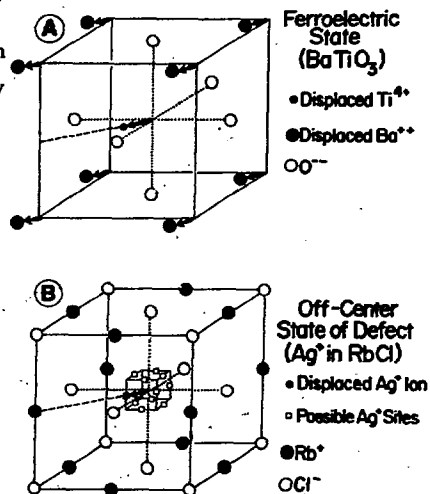 A
Ferroelectric
State
(BaTiO3)
•Displaced Ti4+
●Displaced Ba++
○O--
B
Off-Center
State of Defect
(Ag+ in RbCl)
•Displaced Ag+ Ion
▫Possible Ag+ Sites
●Rb+
○Cl-